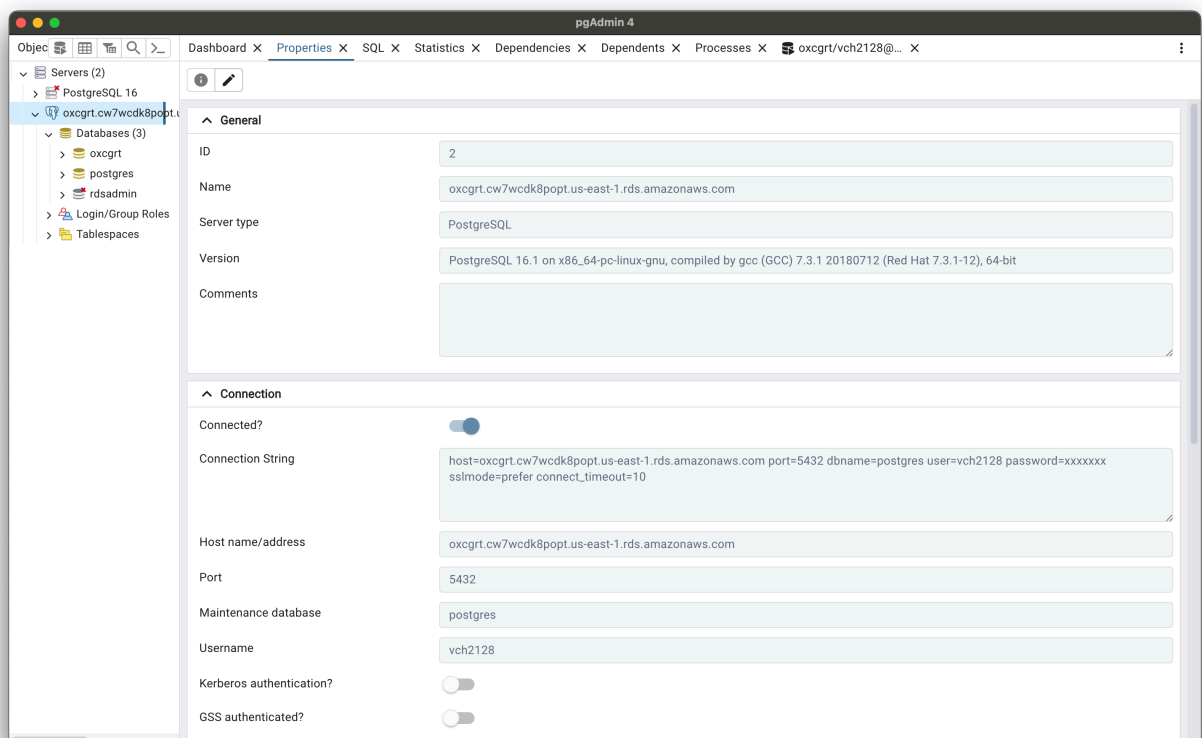 pgAdmin 4
Objec
Dashboard
Properties
SQL
Statistics
Dependencies
Dependents
Processes
oxcgrt/vch2128@...
Servers (2)
PostgreSQL 16
oxcgrt.cw7wcdk8popt.u
Databases (3)
oxcgrt
postgres
rdsadmin
Login/Group Roles
Tablespaces
General
ID
2
Name
oxcgrt.cw7wcdk8popt.us-east-1.rds.amazonaws.com
Server type
PostgreSQL
Version
PostgreSQL 16.1 on x86_64-pc-linux-gnu, compiled by gcc (GCC) 7.3.1 20180712 (Red Hat 7.3.1-12), 64-bit
Comments
Connection
Connected?
Connection String
host=oxcgrt.cw7wcdk8popt.us-east-1.rds.amazonaws.com port=5432 dbname=postgres user=vch2128 password=xxxxxxx
sslmode=prefer connect_timeout=10
Host name/address
oxcgrt.cw7wcdk8popt.us-east-1.rds.amazonaws.com
Port
5432
Maintenance database
postgres
Username
vch2128
Kerberos authentication?
GSS authenticated?